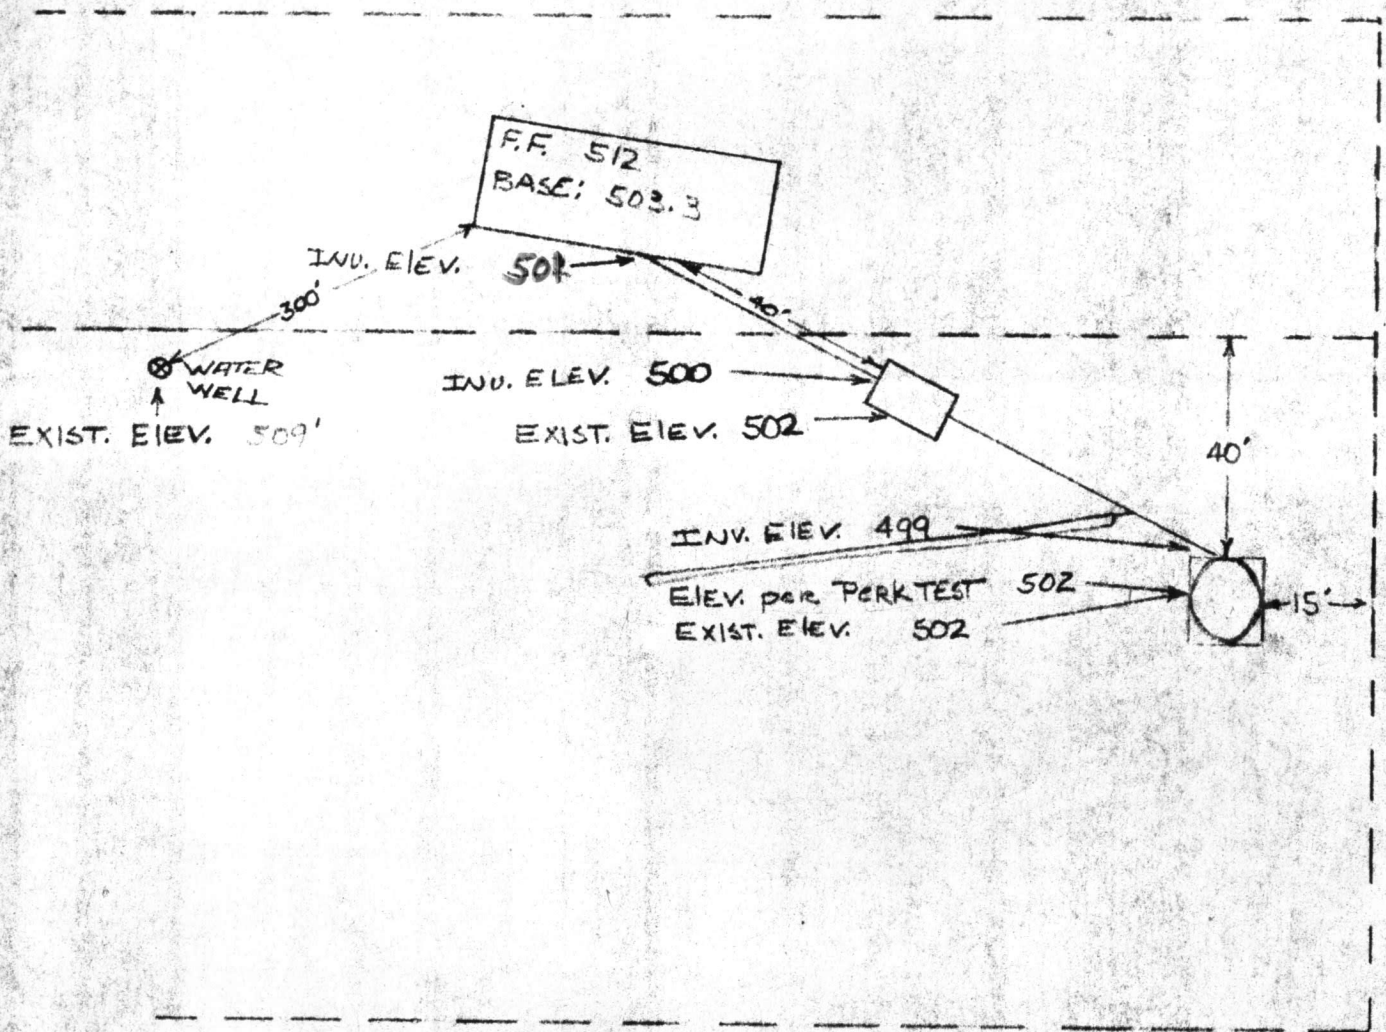 F.F. 512
BASE: 503.3
INV. ELEV. 501
300'
40'
WATER
WELL
EXIST. ELEV. 509'
INV. ELEV. 500
EXIST. ELEV. 502
40'
INV. ELEV. 499
ELEV. per PERK TEST 502
EXIST. ELEV. 502
15'